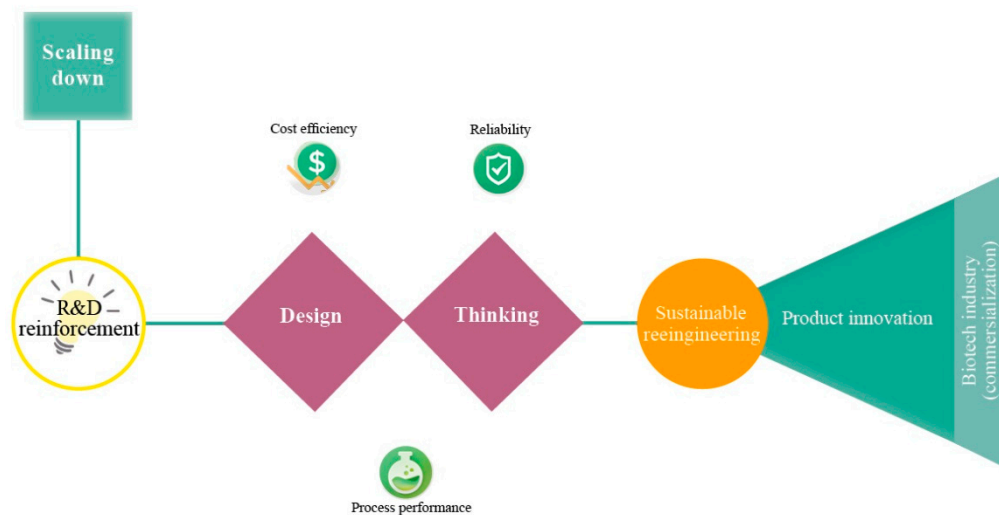 Scaling
down
Cost efficiency
$
Reliability
R&D
reinforcement
Design
Thinking
Sustainable
reeingineering
Product innovation
Biotech industry
(commersialization)
Process performance